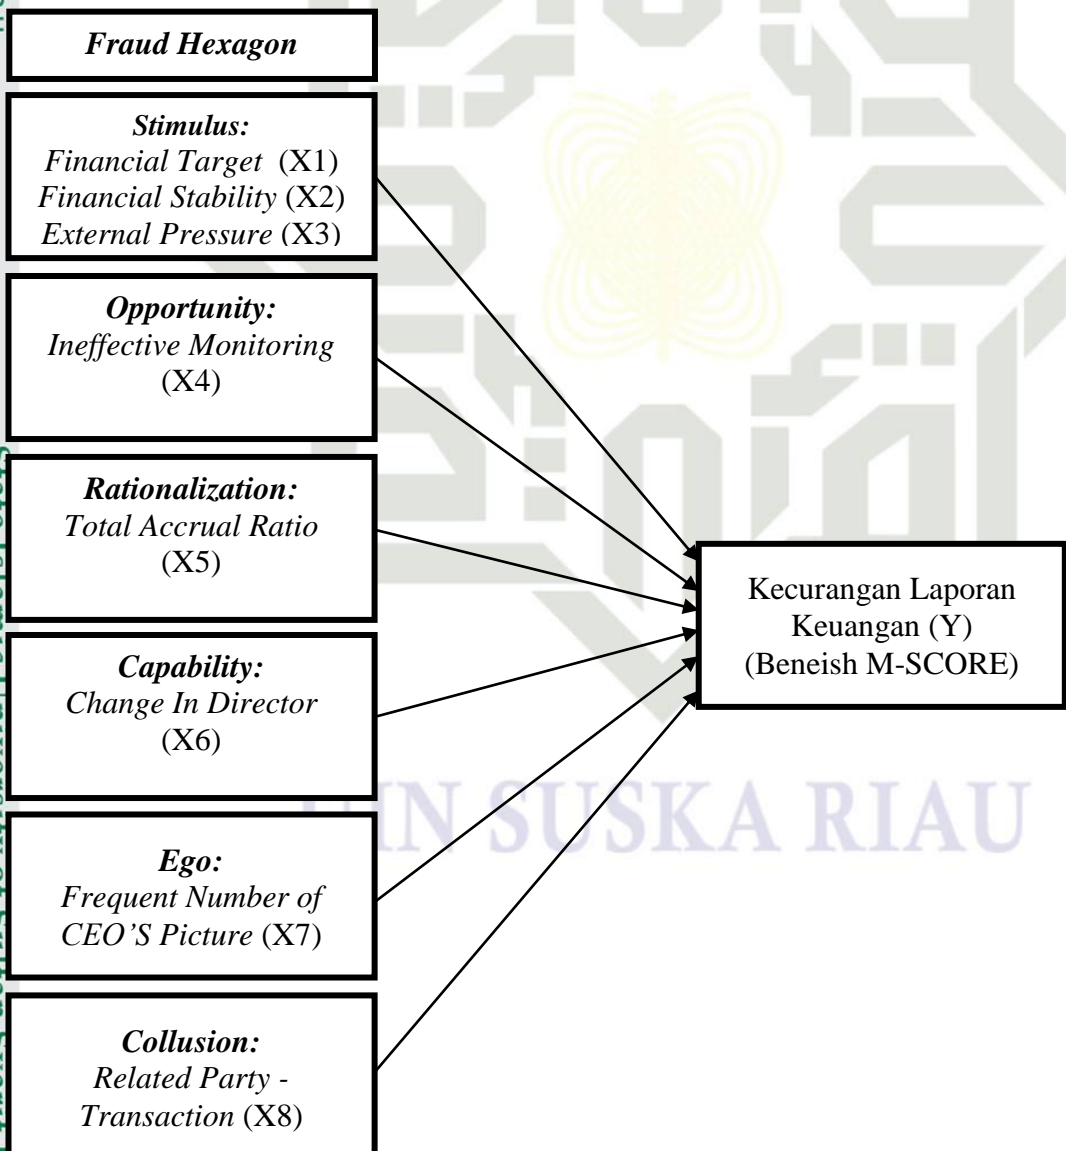 Fraud Hexagon
Stimulus:
Financial Target (X1)
Financial Stability (X2)
External Pressure (X3)
Opportunity:
Ineffective Monitoring
(X4)
Rationalization:
Total Accrual Ratio
(X5)
Capability:
Change In Director
(X6)
Ego:
Frequent Number of
CEO’S Picture (X7)
Collusion:
Related Party -
Transaction (X8)
Kecurangan Laporan
Keuangan (Y)
(Beneish M-SCORE)
UIN SUSKA RIAU